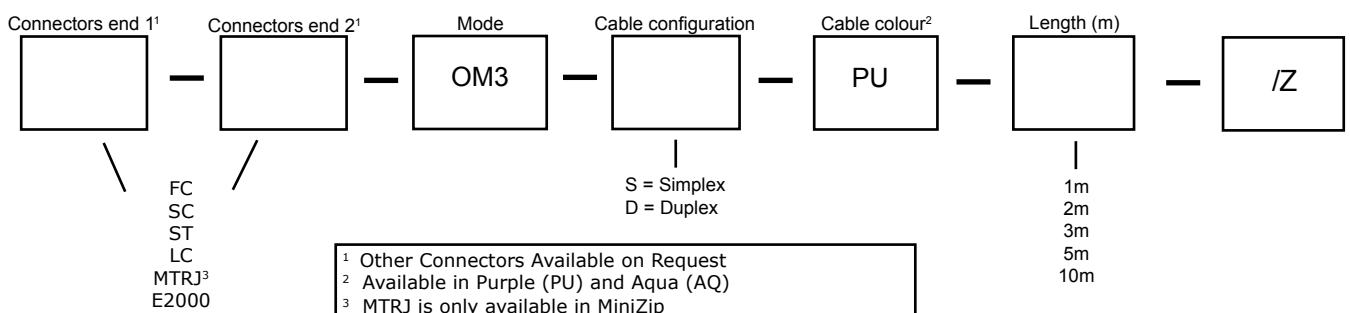 Connectors end 1¹
Connectors end 2¹
Mode
Cable configuration
Cable colour²
Length (m)
OM3
PU
/Z
FC
SC
ST
LC
MTRJ³
E2000
S = Simplex
D = Duplex
1m
2m
3m
5m
10m
¹ Other Connectors Available on Request
² Available in Purple (PU) and Aqua (AQ)
³ MTRJ is only available in MiniZip